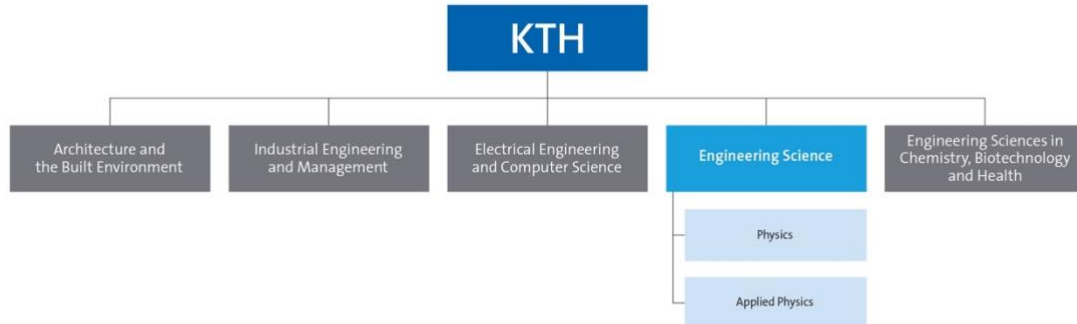 KTH
Architecture and
the Built Environment
Industrial Engineering
and Management
Electrical Engineering
and Computer Science
Engineering Science
Engineering Sciences in
Chemistry, Biotechnology
and Health
Physics
Applied Physics